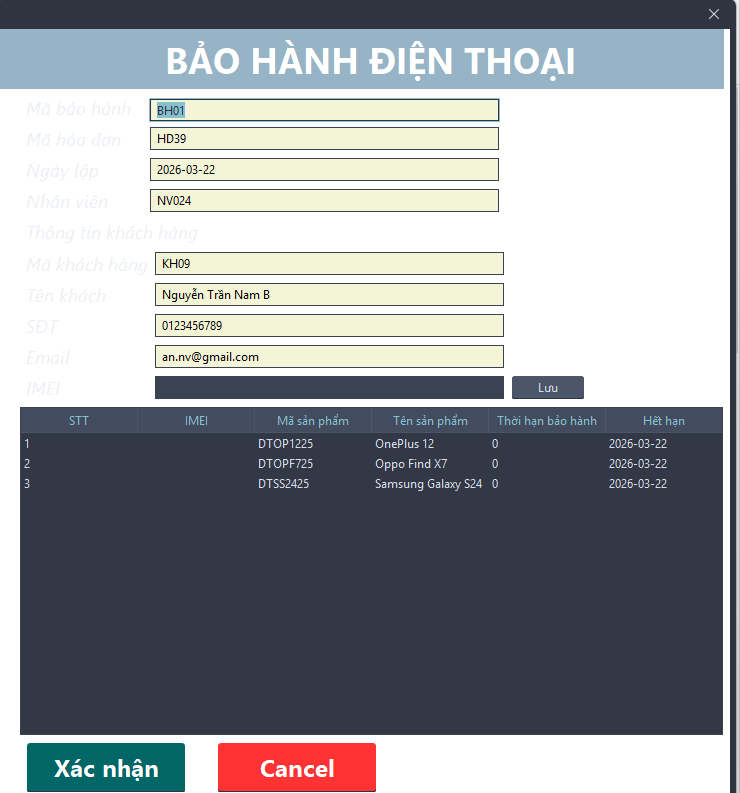 BẢO HÀNH ĐIỆN THOẠI
Mã bảo hành BH01
Mã hóa đơn HD39
Ngày lập 2026-03-22
Nhân viên NV024
Thông tin khách hàng
Mã khách hàng KH09
Tên khách Nguyễn Trần Nam B
SĐT 0123456789
Email an.nv@gmail.com
IMEI Lưu
STT IMEI Mã sản phẩm Tên sản phẩm Thời hạn bảo hành Hết hạn
1 DTOP1225 OnePlus 12 0 2026-03-22
2 DTOPF725 Oppo Find X7 0 2026-03-22
3 DTSS2425 Samsung Galaxy S24 0 2026-03-22
Xác nhận Cancel